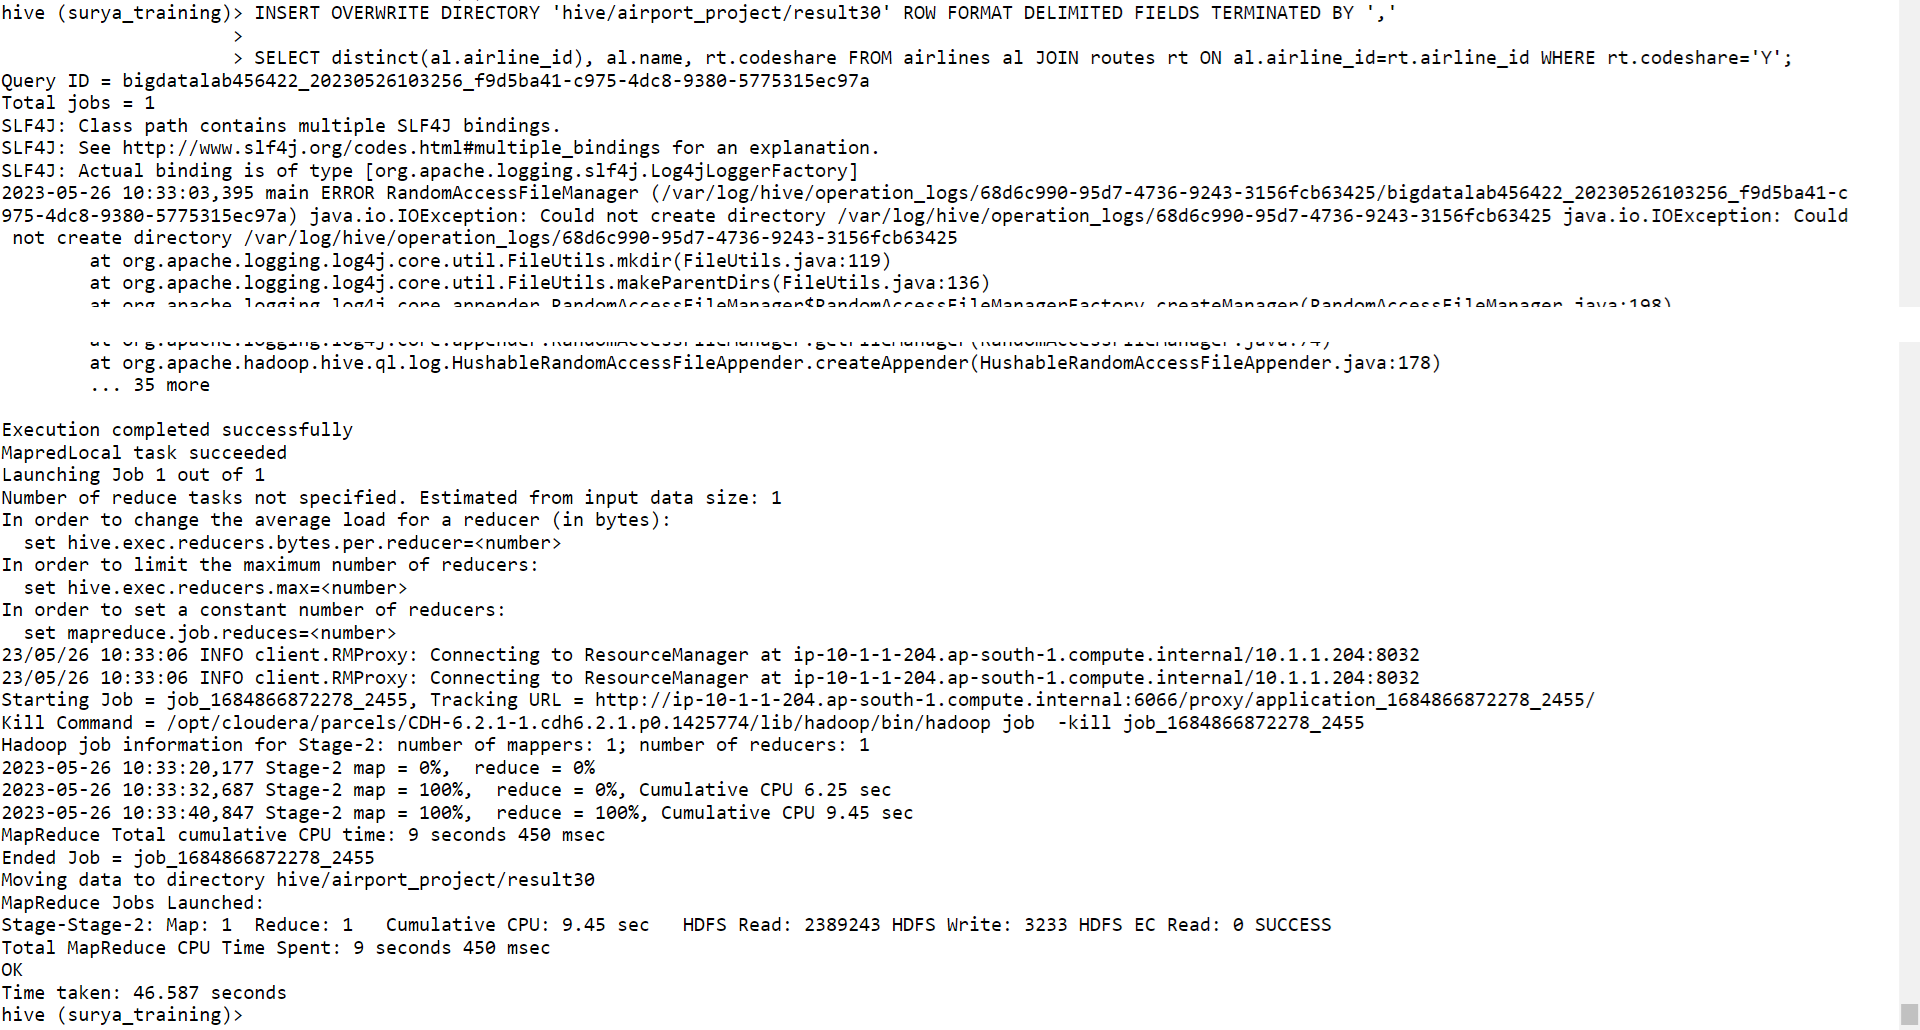 hive (surya_training)> INSERT OVERWRITE DIRECTORY 'hive/airport_project/result30' ROW FORMAT DELIMITED FIELDS TERMINATED BY ','
>
> SELECT distinct(al.airline_id), al.name, rt.codeshare FROM airlines al JOIN routes rt ON al.airline_id=rt.airline_id WHERE rt.codeshare='Y';
Query ID = bigdatalab456422_20230526103256_f9d5ba41-c975-4dc8-9380-5775315ec97a
Total jobs = 1
SLF4J: Class path contains multiple SLF4J bindings.
SLF4J: See http://www.slf4j.org/codes.html#multiple_bindings for an explanation.
SLF4J: Actual binding is of type [org.apache.logging.slf4j.Log4jLoggerFactory]
2023-05-26 10:33:03,395 main ERROR RandomAccessFileManager (/var/log/hive/operation_logs/68d6c990-95d7-4736-9243-3156fcb63425/bigdatalab456422_20230526103256_f9d5ba41-c
975-4dc8-9380-5775315ec97a) java.io.IOException: Could not create directory /var/log/hive/operation_logs/68d6c990-95d7-4736-9243-3156fcb63425 java.io.IOException: Could
not create directory /var/log/hive/operation_logs/68d6c990-95d7-4736-9243-3156fcb63425
at org.apache.logging.log4j.core.util.FileUtils.mkdir(FileUtils.java:119)
at org.apache.logging.log4j.core.util.FileUtils.makeParentDirs(FileUtils.java:136)
at org.apache.logging.log4j.core.appender.RandomAccessFileManager$RandomAccessFileManagerFactory.createManager(RandomAccessFileManager.java:198)
at org.apache.logging.log4j.core.appender.RandomAccessFileManager.getFileManager(RandomAccessFileManager.java:74)
at org.apache.hadoop.hive.ql.log.HushableRandomAccessFileAppender.createAppender(HushableRandomAccessFileAppender.java:178)
... 35 more
Execution completed successfully
MapredLocal task succeeded
Launching Job 1 out of 1
Number of reduce tasks not specified. Estimated from input data size: 1
In order to change the average load for a reducer (in bytes):
set hive.exec.reducers.bytes.per.reducer=<number>
In order to limit the maximum number of reducers:
set hive.exec.reducers.max=<number>
In order to set a constant number of reducers:
set mapreduce.job.reduces=<number>
23/05/26 10:33:06 INFO client.RMProxy: Connecting to ResourceManager at ip-10-1-1-204.ap-south-1.compute.internal/10.1.1.204:8032
23/05/26 10:33:06 INFO client.RMProxy: Connecting to ResourceManager at ip-10-1-1-204.ap-south-1.compute.internal/10.1.1.204:8032
Starting Job = job_1684866872278_2455, Tracking URL = http://ip-10-1-1-204.ap-south-1.compute.internal:6066/proxy/application_1684866872278_2455/
Kill Command = /opt/cloudera/parcels/CDH-6.2.1-1.cdh6.2.1.p0.1425774/lib/hadoop/bin/hadoop job  -kill job_1684866872278_2455
Hadoop job information for Stage-2: number of mappers: 1; number of reducers: 1
2023-05-26 10:33:20,177 Stage-2 map = 0%,  reduce = 0%
2023-05-26 10:33:32,687 Stage-2 map = 100%,  reduce = 0%, Cumulative CPU 6.25 sec
2023-05-26 10:33:40,847 Stage-2 map = 100%,  reduce = 100%, Cumulative CPU 9.45 sec
MapReduce Total cumulative CPU time: 9 seconds 450 msec
Ended Job = job_1684866872278_2455
Moving data to directory hive/airport_project/result30
MapReduce Jobs Launched:
Stage-Stage-2: Map: 1  Reduce: 1   Cumulative CPU: 9.45 sec   HDFS Read: 2389243 HDFS Write: 3233 HDFS EC Read: 0 SUCCESS
Total MapReduce CPU Time Spent: 9 seconds 450 msec
OK
Time taken: 46.587 seconds
hive (surya_training)>